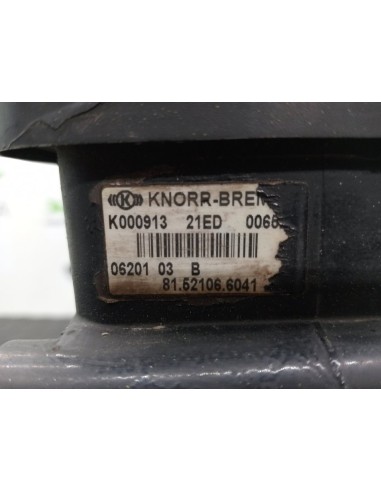 KNORR-BREM
K000913 21ED 0068
06201 03 B
81.52106.6041